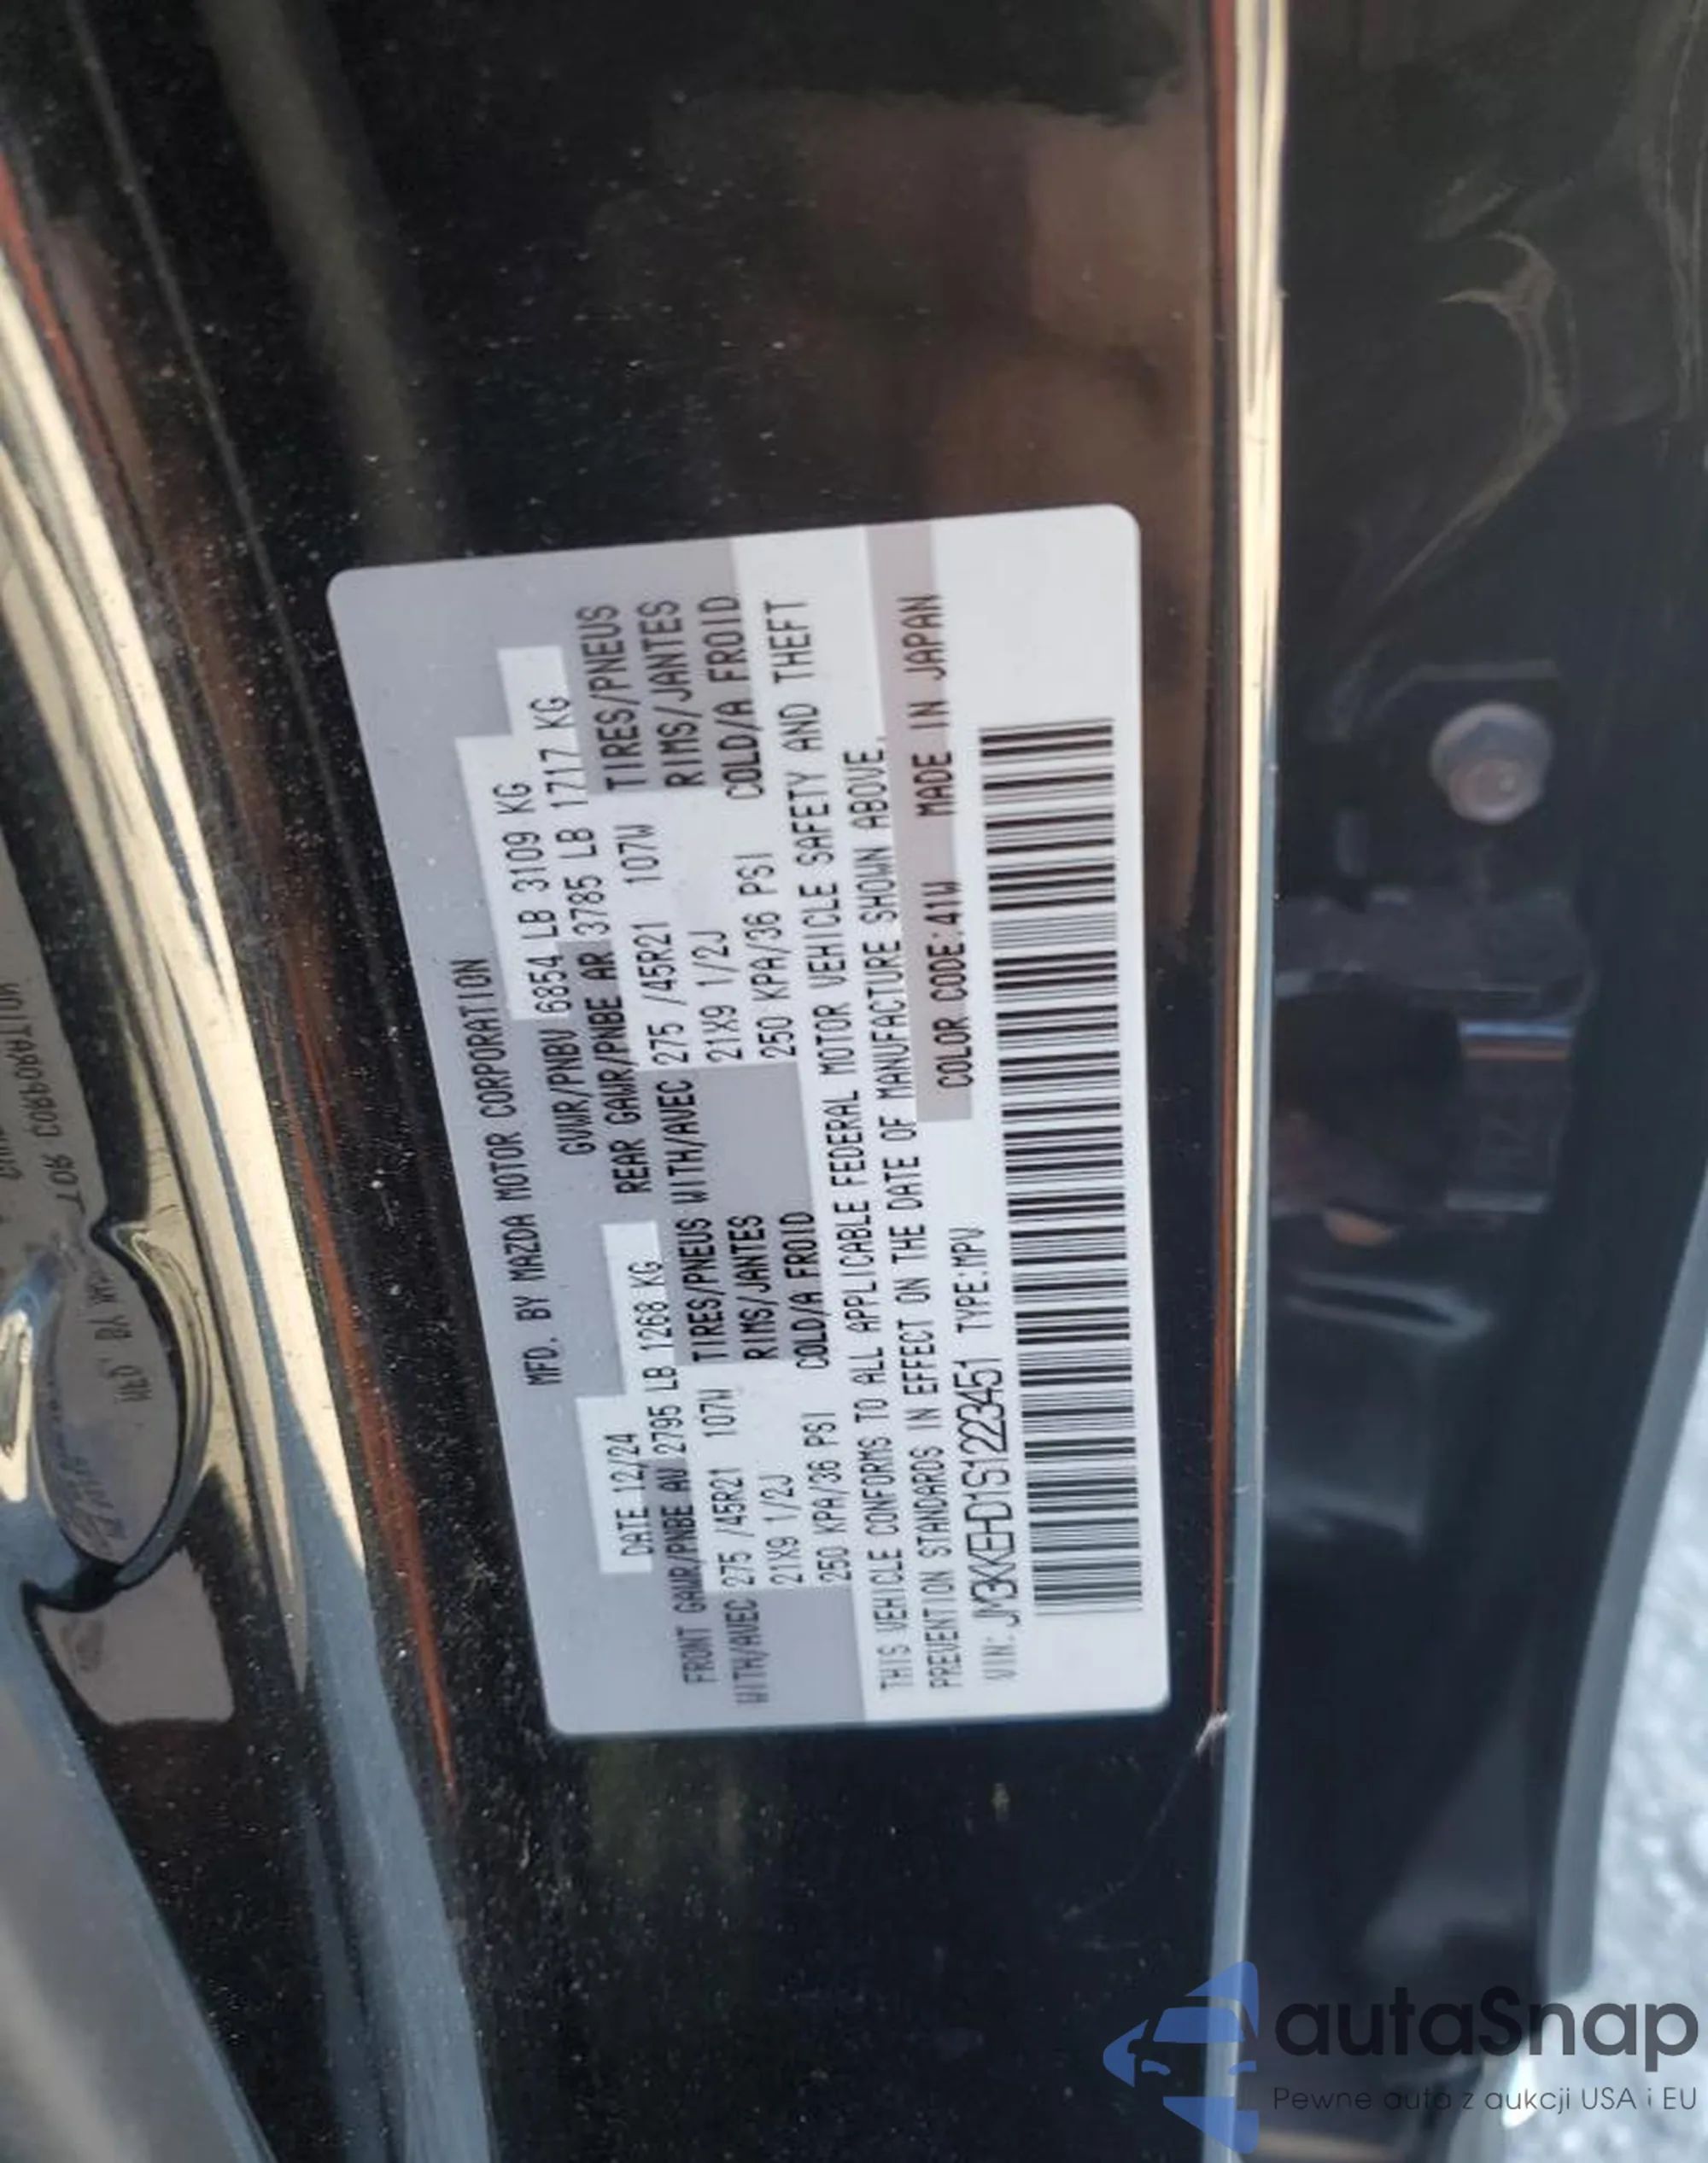 MFD. BY MAZDA MOTOR CORPORATION
DATE 12/24 GVWR/PNBV 6854 LB 3109 KG
FRONT GAWR/PNBE AV 2795 LB 1268 KG REAR GAWR/PNBE AR 3785 LB 1717 KG
WITH/AVEC 275 /45R21 107W TIRES/PNEUS WITH/AVEC 275 /45R21 107W TIRES/PNEUS
21X9 1/2J RIMS/JANTES 21X9 1/2J RIMS/JANTES
250 KPA/36 PSI COLD/A FROID 250 KPA/36 PSI COLD/A FROID
THIS VEHICLE CONFORMS TO ALL APPLICABLE FEDERAL MOTOR VEHICLE SAFETY AND THEFT
PREVENTION STANDARDS IN EFFECT ON THE DATE OF MANUFACTURE SHOWN ABOVE.
VIN: JM3KKEHD1S1223451 TYPE:MPV COLOR CODE:41W MADE IN JAPAN
autaSnap
Pewne auta z aukcji USA i EU